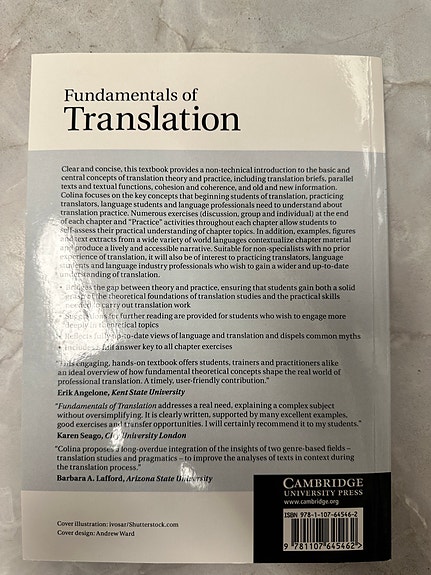 Fundamentals of
Translation
Clear and concise, this textbook provides a non-technical introduction to the basic and
central concepts of translation theory and practice, including translation briefs, parallel
texts and textual functions, cohesion and coherence, and old and new information.
Colina focuses on the key concepts that beginning students of translation, practicing
translators, language students and language professionals need to understand about
translation practice. Numerous exercises (discussion, group and individual) at the end
of each chapter and “Practice” activities throughout each chapter allow students to
self-assess their practical understanding of chapter topics. In addition, examples, figures
and text extracts from a wide variety of world languages contextualize chapter material
and produce a lively and accessible narrative. Suitable for non-specialists with no prior
experience of translation, it will also be of interest to practicing translators, language
students and language industry professionals who wish to gain a wider and up-to-date
understanding of translation.
• Bridges the gap between theory and practice, ensuring that students gain both a solid
grasp of the theoretical foundations of translation studies and the practical skills
needed to carry out translation work
for further reading are provided for students who wish to engage more
deeply in theoretical topics
• Reflects fully up-to-date views of language and translation and dispels common myths
• Includes a full answer key to all chapter exercises
“This engaging, hands-on textbook offers students, trainers and practitioners alike
an ideal overview of how fundamental theoretical concepts shape the real world of
professional translation. A timely, user-friendly contribution.”
Erik Angelone, Kent State University
“Fundamentals of Translation addresses a real need, explaining a complex subject
without oversimplifying. It is clearly written, supported by many excellent examples,
good exercises and transfer opportunities. I will certainly recommend it to my students.”
Karen Seago, City University London
“Colina proposes a long-overdue integration of the insights of two genre-based fields –
translation studies and pragmatics – to improve the analyses of texts in context during
the translation process.”
Barbara A. Lafford, Arizona State University
CAMBRIDGE
UNIVERSITY PRESS
www.cambridge.org
ISBN 978-1-107-64546-2
9 781107 645462 >
Cover illustration: ivosar/Shutterstock.com
Cover design: Andrew Ward